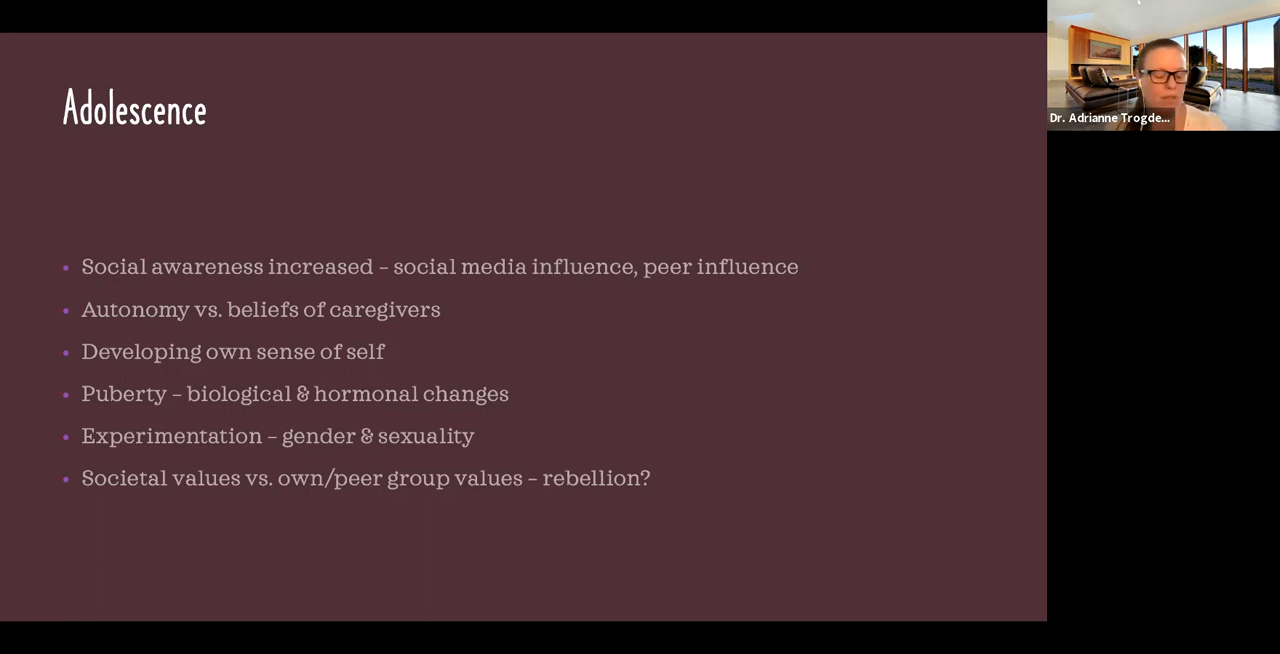 Adolescence
• Social awareness increased – social media influence, peer influence
• Autonomy vs. beliefs of caregivers
• Developing own sense of self
• Puberty – biological & hormonal changes
• Experimentation – gender & sexuality
• Societal values vs. own/peer group values – rebellion?
Dr. Adrianne Trogde...